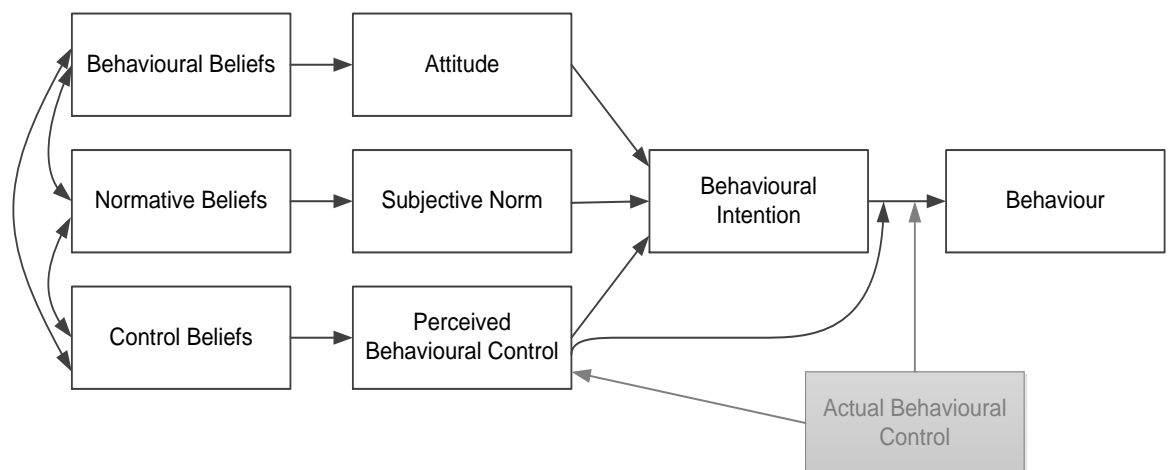 Behavioural Beliefs
Attitude
Normative Beliefs
Subjective Norm
Behavioural
Intention
Behaviour
Control Beliefs
Perceived
Behavioural Control
Actual Behavioural
Control